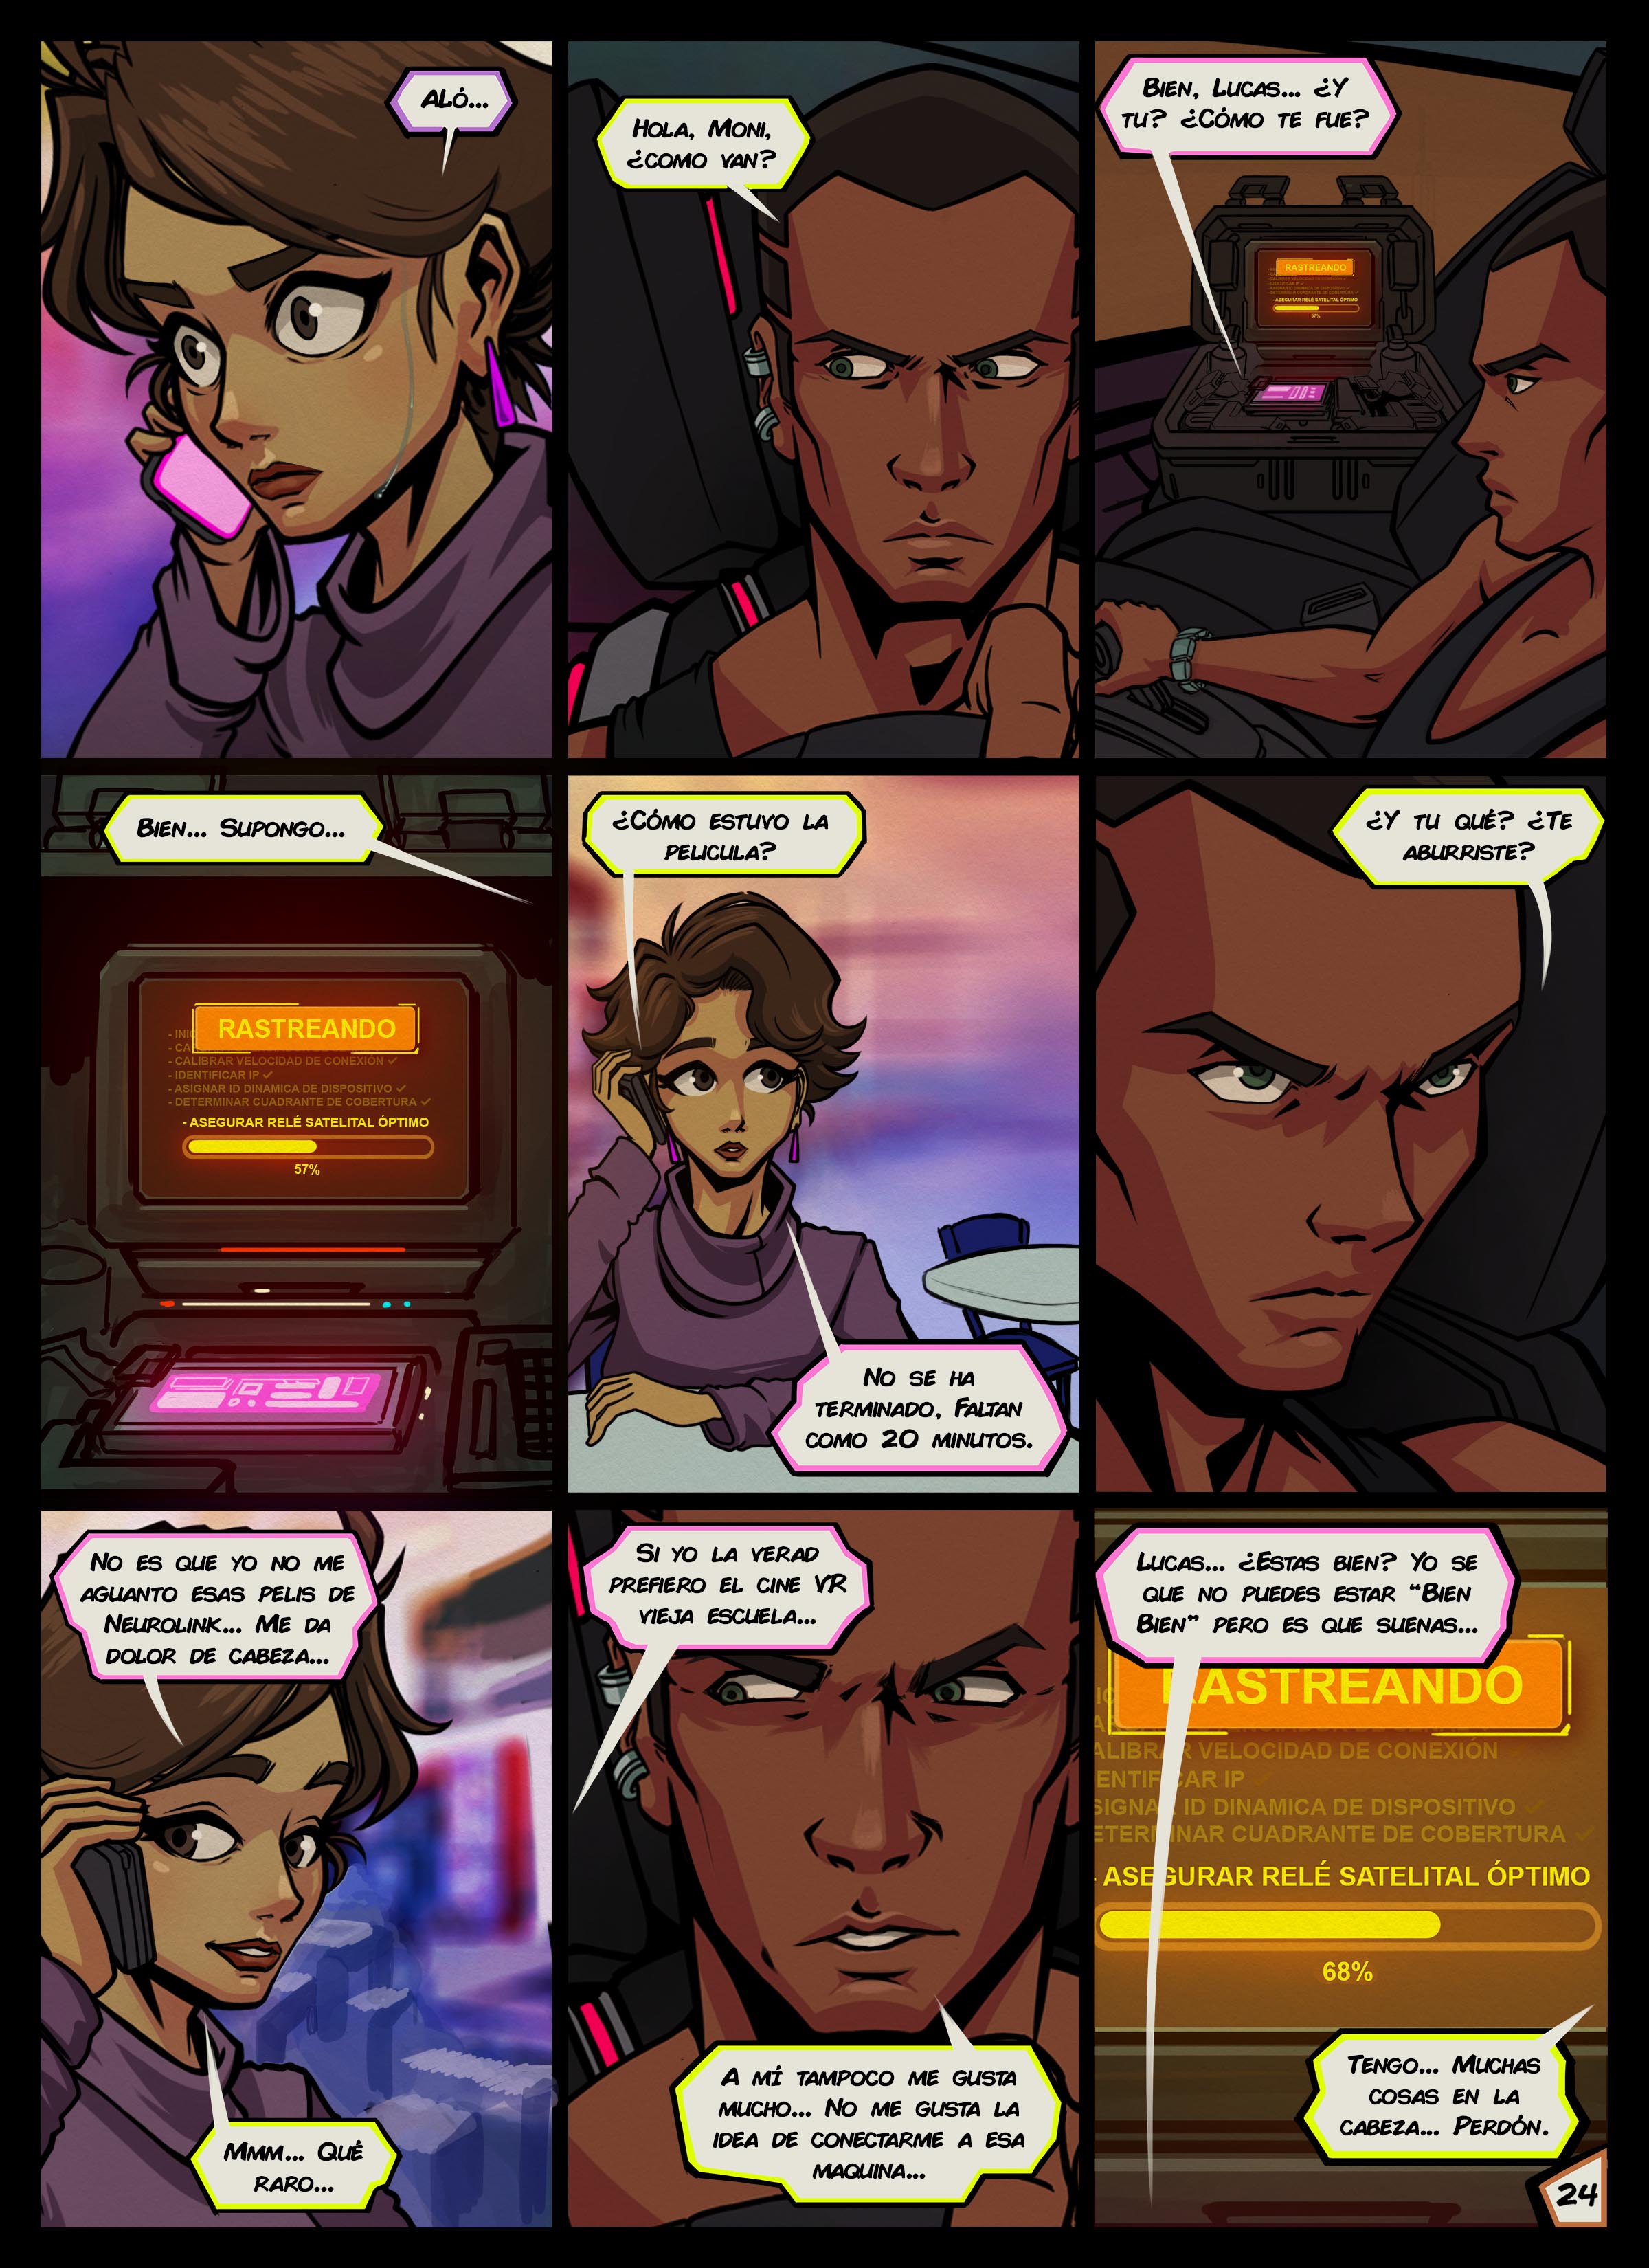 ALÓ...
HOLA, MONI,
¿COMO VAN?
BIEN, LUCAS... ¿Y
TU? ¿CÓMO TE FUE?
RASTREANDO
- ASEGURAR RELÉ SATELITAL ÓPTIMO
57%
BIEN... SUPONGO...
RASTREANDO
- CALIBRAR VELOCIDAD DE CONEXIÓN ✓
- IDENTIFICAR IP ✓
- ASIGNAR ID DINAMICA DE DISPOSITIVO ✓
- DETERMINAR CUADRANTE DE COBERTURA ✓
- ASEGURAR RELÉ SATELITAL ÓPTIMO
57%
¿CÓMO ESTUVO LA
PELICULA?
NO SE HA
TERMINADO, FALTAN
COMO 20 MINUTOS.
¿Y TU QUÉ? ¿TE
ABURRISTE?
NO ES QUE YO NO ME
AGUANTO ESAS PELIS DE
NEUROLINK... ME DA
DOLOR DE CABEZA...
MMM... QUÉ
RARO...
SI YO LA VERAD
PREFIERO EL CINE VR
VIEJA ESCUELA...
A MÍ TAMPOCO ME GUSTA
MUCHO... NO ME GUSTA LA
IDEA DE CONECTARME A ESA
MAQUINA...
LUCAS... ¿ESTAS BIEN? YO SE
QUE NO PUEDES ESTAR “BIEN
BIEN” PERO ES QUE SUENAS...
RASTREANDO
ALIBRAR VELOCIDAD DE CONEXIÓN
ENTIFICAR IP ✓
SIGNAR ID DINAMICA DE DISPOSITIVO ✓
ETERMINAR CUADRANTE DE COBERTURA ✓
- ASEGURAR RELÉ SATELITAL ÓPTIMO
68%
TENGO... MUCHAS
COSAS EN LA
CABEZA... PERDÓN.
24